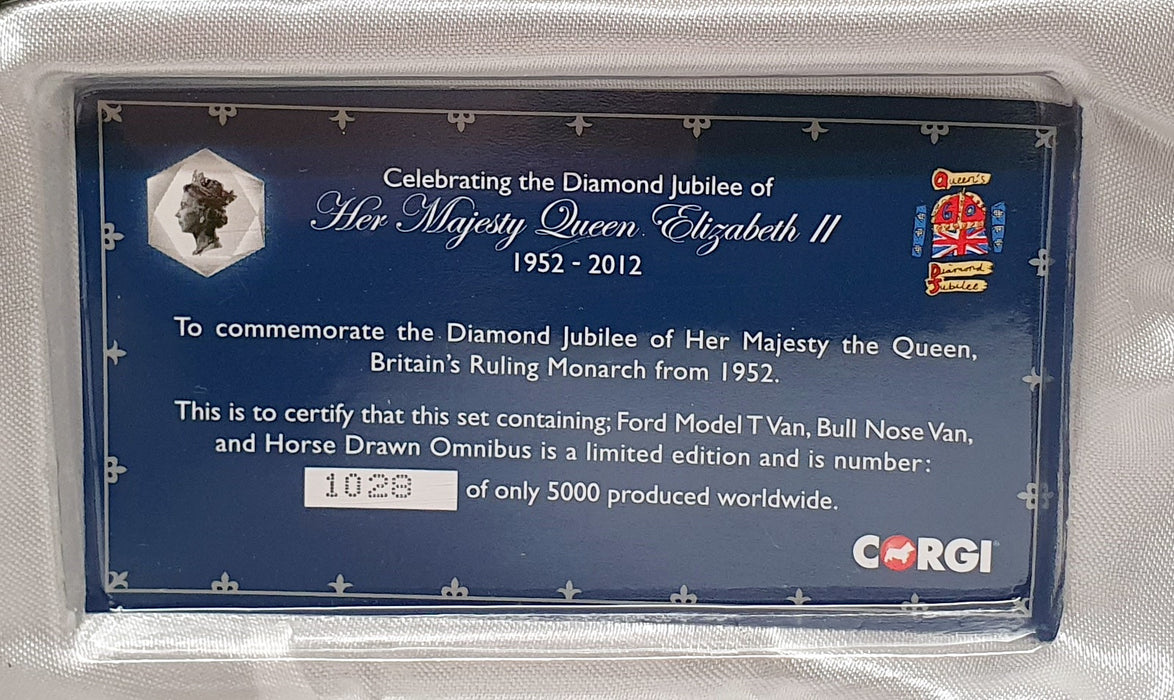 Celebrating the Diamond Jubilee of
Her Majesty Queen Elizabeth II
1952 - 2012
Queen's
60
Diamond
Jubilee
To commemorate the Diamond Jubilee of Her Majesty the Queen,
Britain's Ruling Monarch from 1952.
This is to certify that this set containing; Ford Model T Van, Bull Nose Van,
and Horse Drawn Omnibus is a limited edition and is number:
1028 of only 5000 produced worldwide.
CORGI